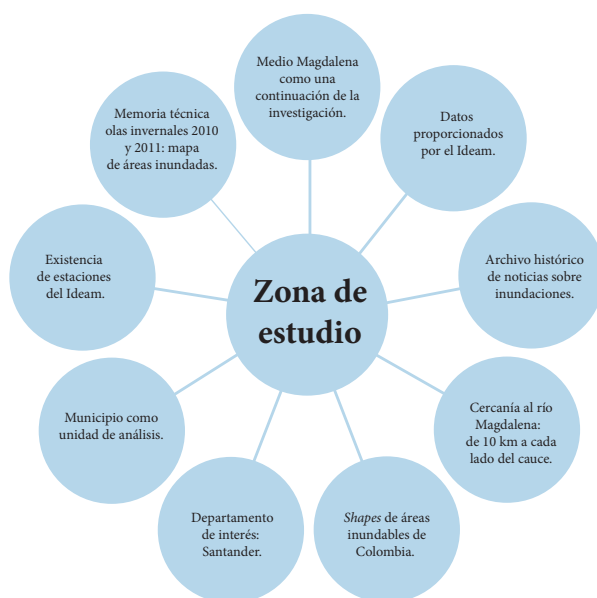 Medio Magdalena
como una
continuación de la
investigación.
Datos
proporcionados
por el Ideam.
Archivo histórico
de noticias sobre
inundaciones.
Cercanía al río
Magdalena:
de 10 km a cada
lado del cauce.
Shapes de áreas
inundables de
Colombia.
Departamento
de interés:
Santander.
Municipio como
unidad de análisis.
Existencia
de estaciones
del Ideam.
Memoria técnica
olas invernales 2010
y 2011: mapa
de áreas inundadas.
Zona de
estudio